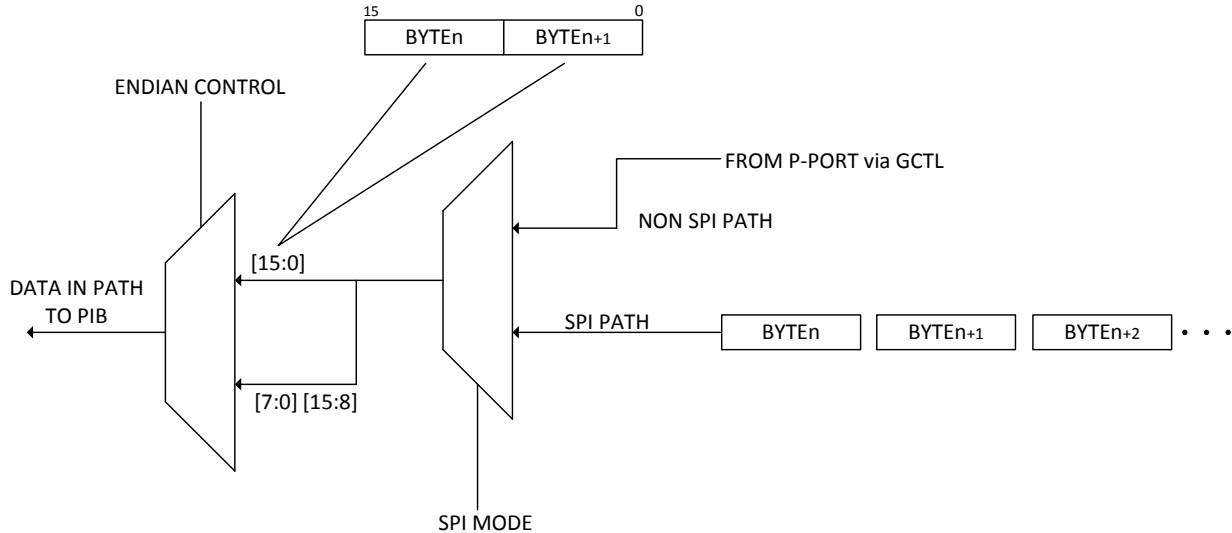 15 0
BYTEn BYTEn+1
ENDIAN CONTROL
FROM P-PORT via GCTL
NON SPI PATH
[15:0]
DATA IN PATH
TO PIB
SPI PATH
BYTEn BYTEn+1 BYTEn+2 . . .
[7:0] [15:8]
SPI MODE